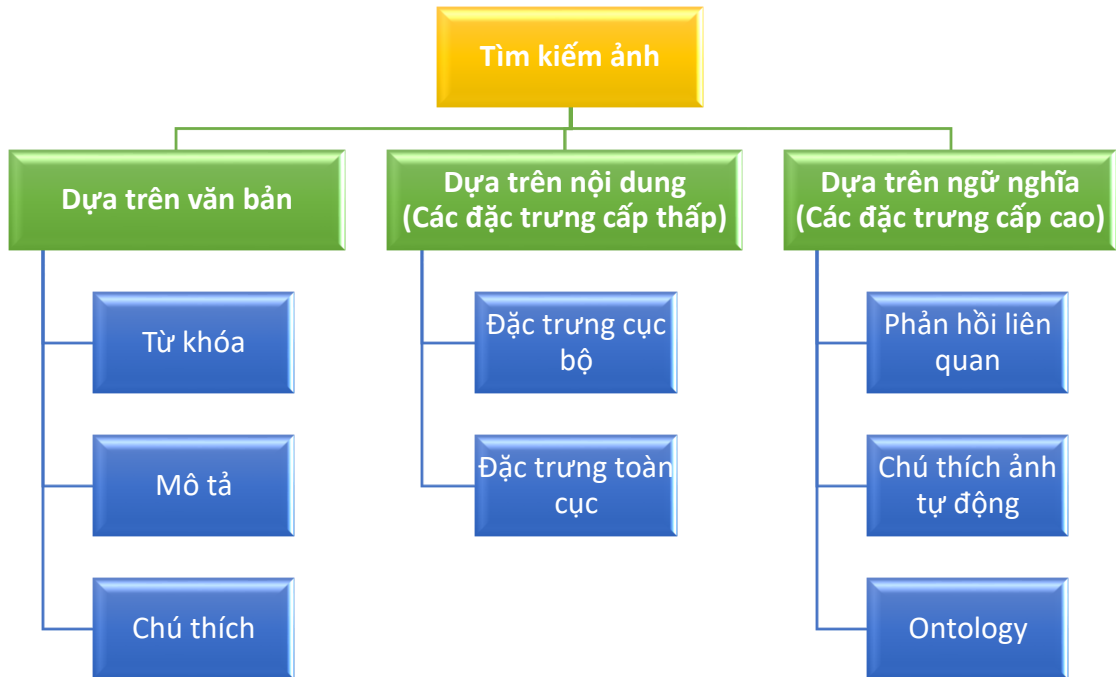 Tìm kiếm ảnh
Dựa trên văn bản
Từ khóa
Mô tả
Chú thích
Dựa trên nội dung
(Các đặc trưng cấp thấp)
Đặc trưng cục
bộ
Đặc trưng toàn
cục
Dựa trên ngữ nghĩa
(Các đặc trưng cấp cao)
Phản hồi liên
quan
Chú thích ảnh
tự động
Ontology